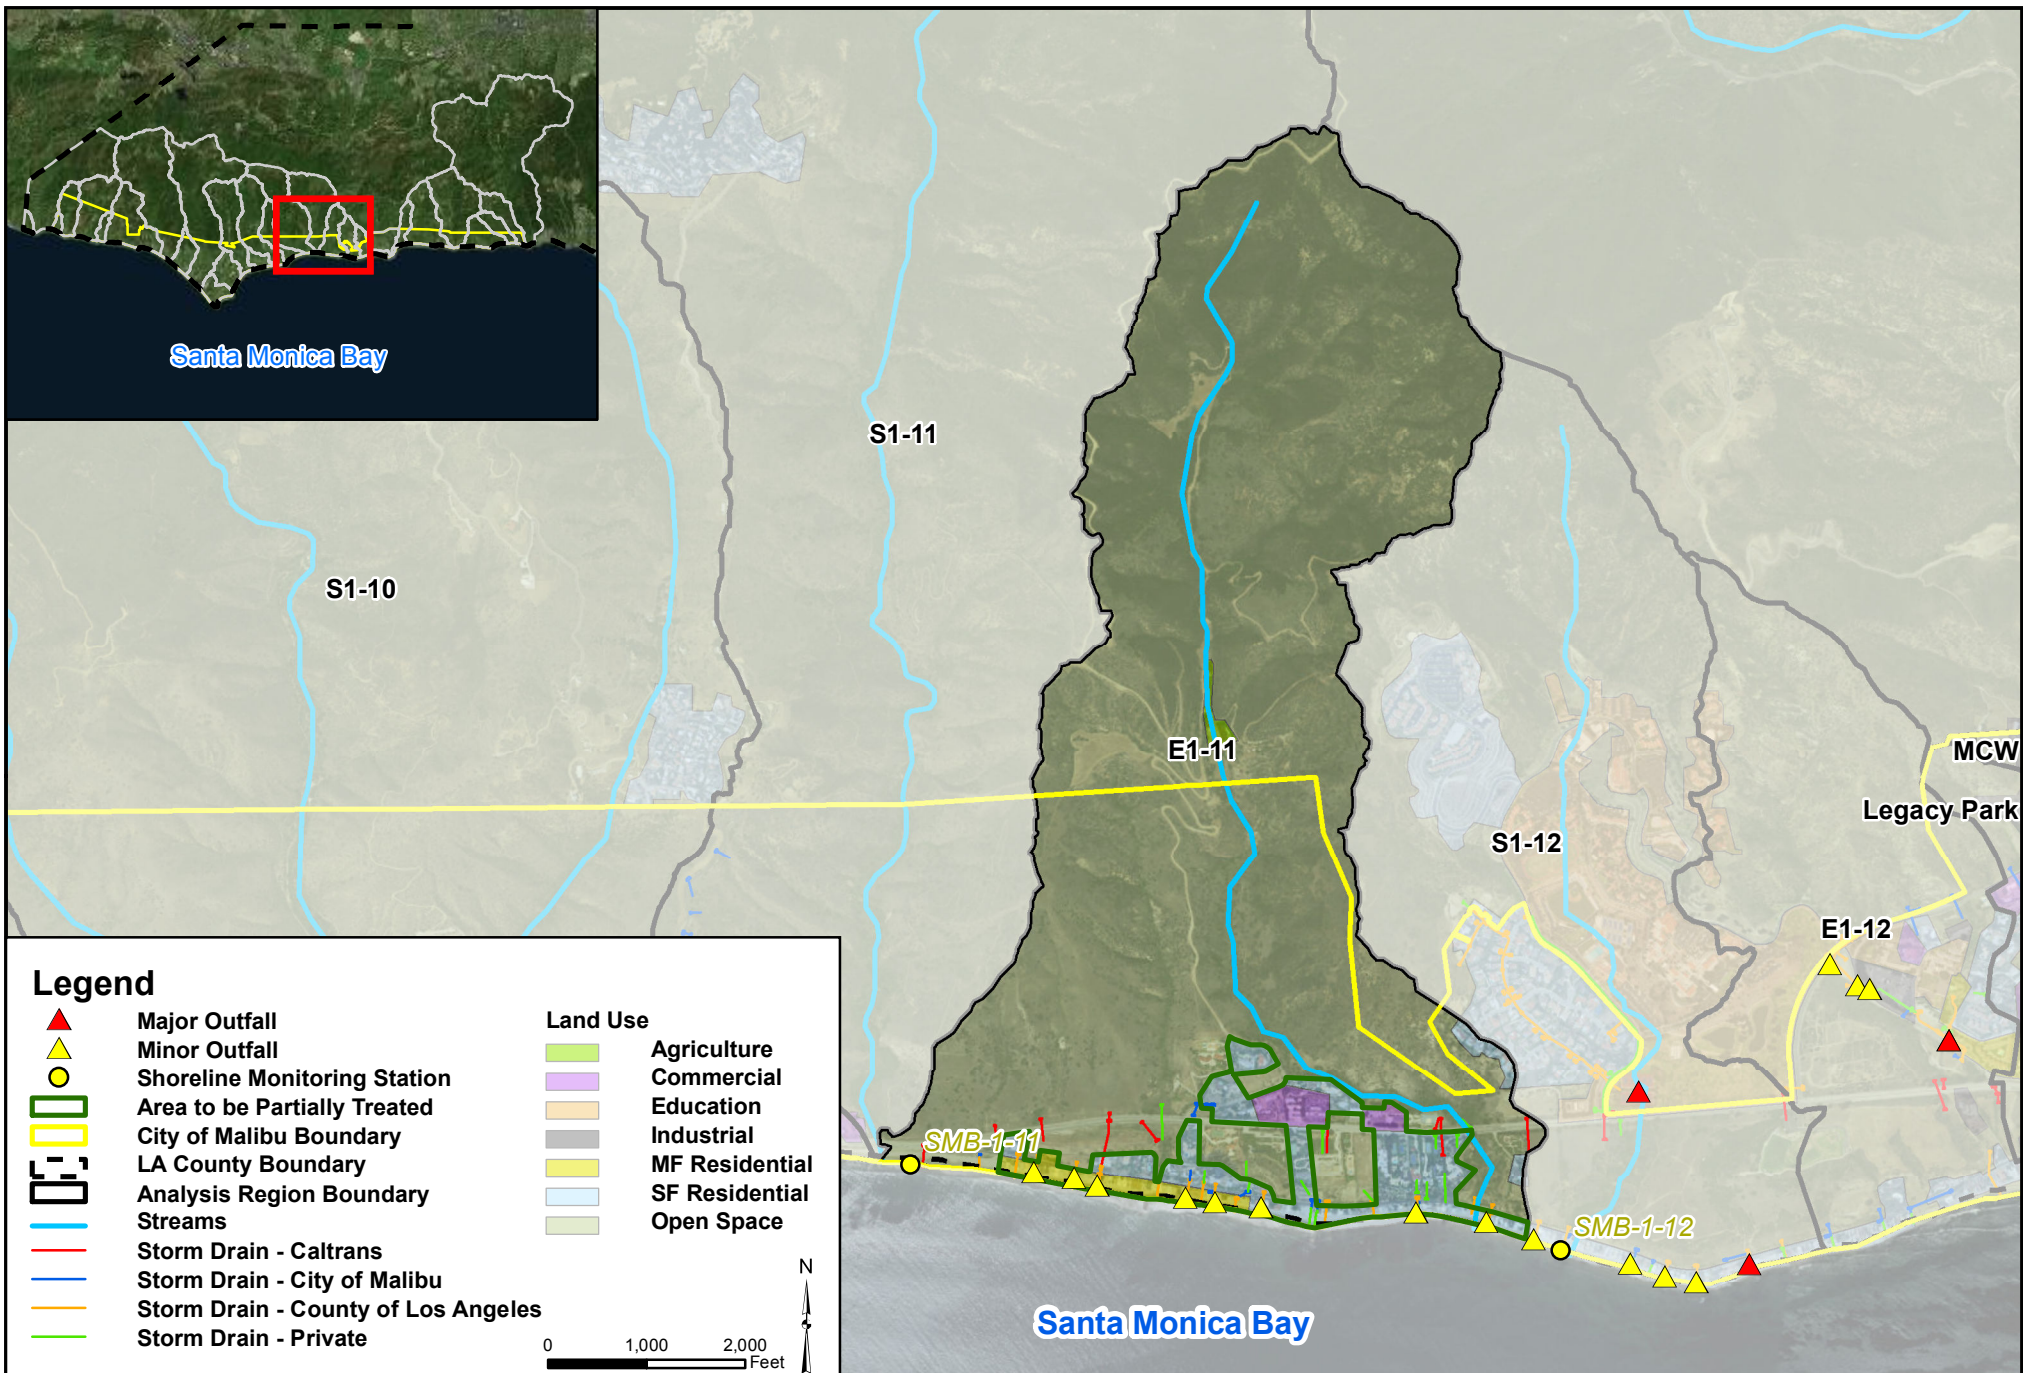 Santa Monica Bay
S1-11
S1-10
E1-11
MCW
Legacy Park
S1-12
E1-12
SMB-1-11
SMB-1-12
Santa Monica Bay
Legend
Major Outfall
Minor Outfall
Shoreline Monitoring Station
Area to be Partially Treated
City of Malibu Boundary
LA County Boundary
Analysis Region Boundary
Streams
Storm Drain - Caltrans
Storm Drain - City of Malibu
Storm Drain - County of Los Angeles
Storm Drain - Private
Land Use
Agriculture
Commercial
Education
Industrial
MF Residential
SF Residential
Open Space
N
0 1,000 2,000
Feet